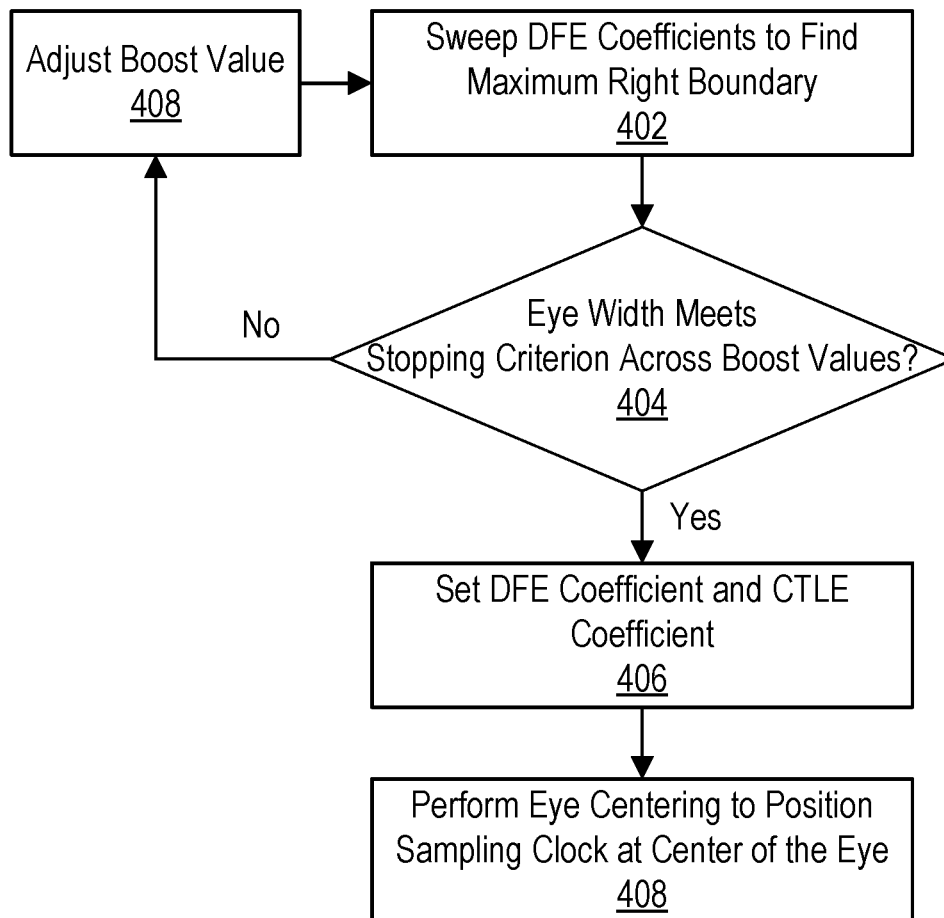 Adjust Boost Value
408
Sweep DFE Coefficients to Find
Maximum Right Boundary
402
Eye Width Meets
Stopping Criterion Across Boost Values?
404
No
Yes
Set DFE Coefficient and CTLE
Coefficient
406
Perform Eye Centering to Position
Sampling Clock at Center of the Eye
408